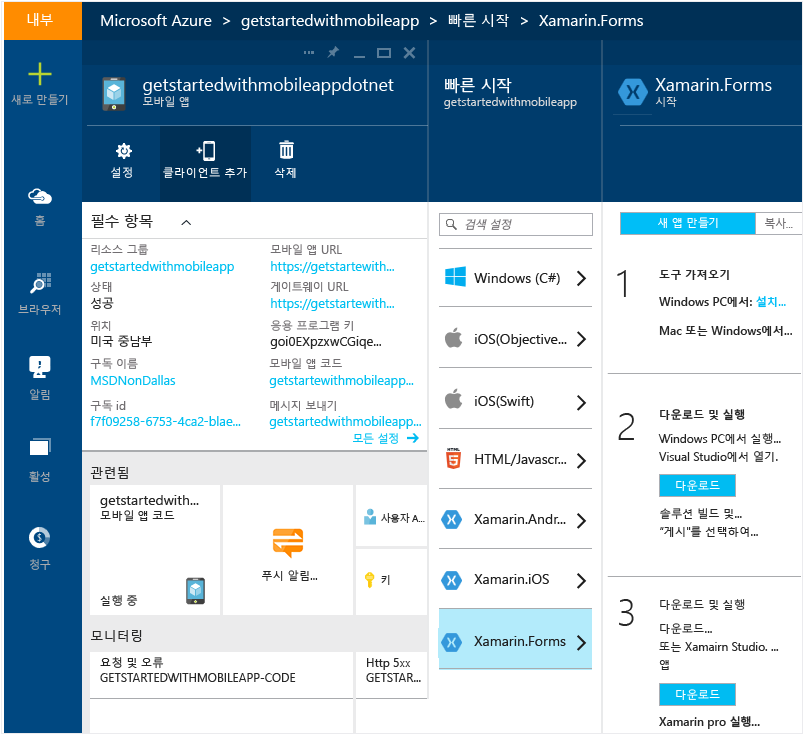 내부
Microsoft Azure > getstartedwithmobileapp > 빠른 시작 > Xamarin.Forms
새로 만들기
홈
브라우저
알림
활성
청구
getstartedwithmobileappdotnet
모바일 앱
설정
클라이언트 추가
삭제
필수 항목
리소스 그룹
getstartedwithmobileapp
상태
성공
위치
미국 중남부
구독 이름
MSDNonDallas
구독 id
f7f09258-6753-4ca2-blae...
모바일 앱 URL
https://getstartewith...
게이트웨이 URL
https://getstartewith...
응용 프로그램 키
goi0EXpzxwCGiqe...
모바일 앱 코드
getstartedwithmobileapp...
메시지 보내기
getstartedwithmobileapp...
모든 설정 →
관련됨
getstartedwith...
모바일 앱 코드
실행 중
푸시 알림...
사용자 A...
키
모니터링
요청 및 오류
GETSTARTEDWITHMOBILEAPP-CODE
Http 5xx
GETSTAR...
빠른 시작
getstartedwithmobileapp
검색 설정
Windows (C#)
iOS(Objective...
iOS(Swift)
HTML/Javascr...
Xamarin.Andr...
Xamarin.iOS
Xamarin.Forms
Xamarin.Forms
시작
새 앱 만들기
복사...
1
도구 가져오기
Windows PC에서: 설치...
Mac 또는 Windows에서...
2
다운로드 및 실행
Windows PC에서 실행...
Visual Studio에서 열기.
다운로드
솔루션 빌드 및...
"게시"를 선택하여...
3
다운로드 및 실행
다운로드...
또는 Xamairn Studio. ...
앱
다운로드
Xamarin pro 실행...